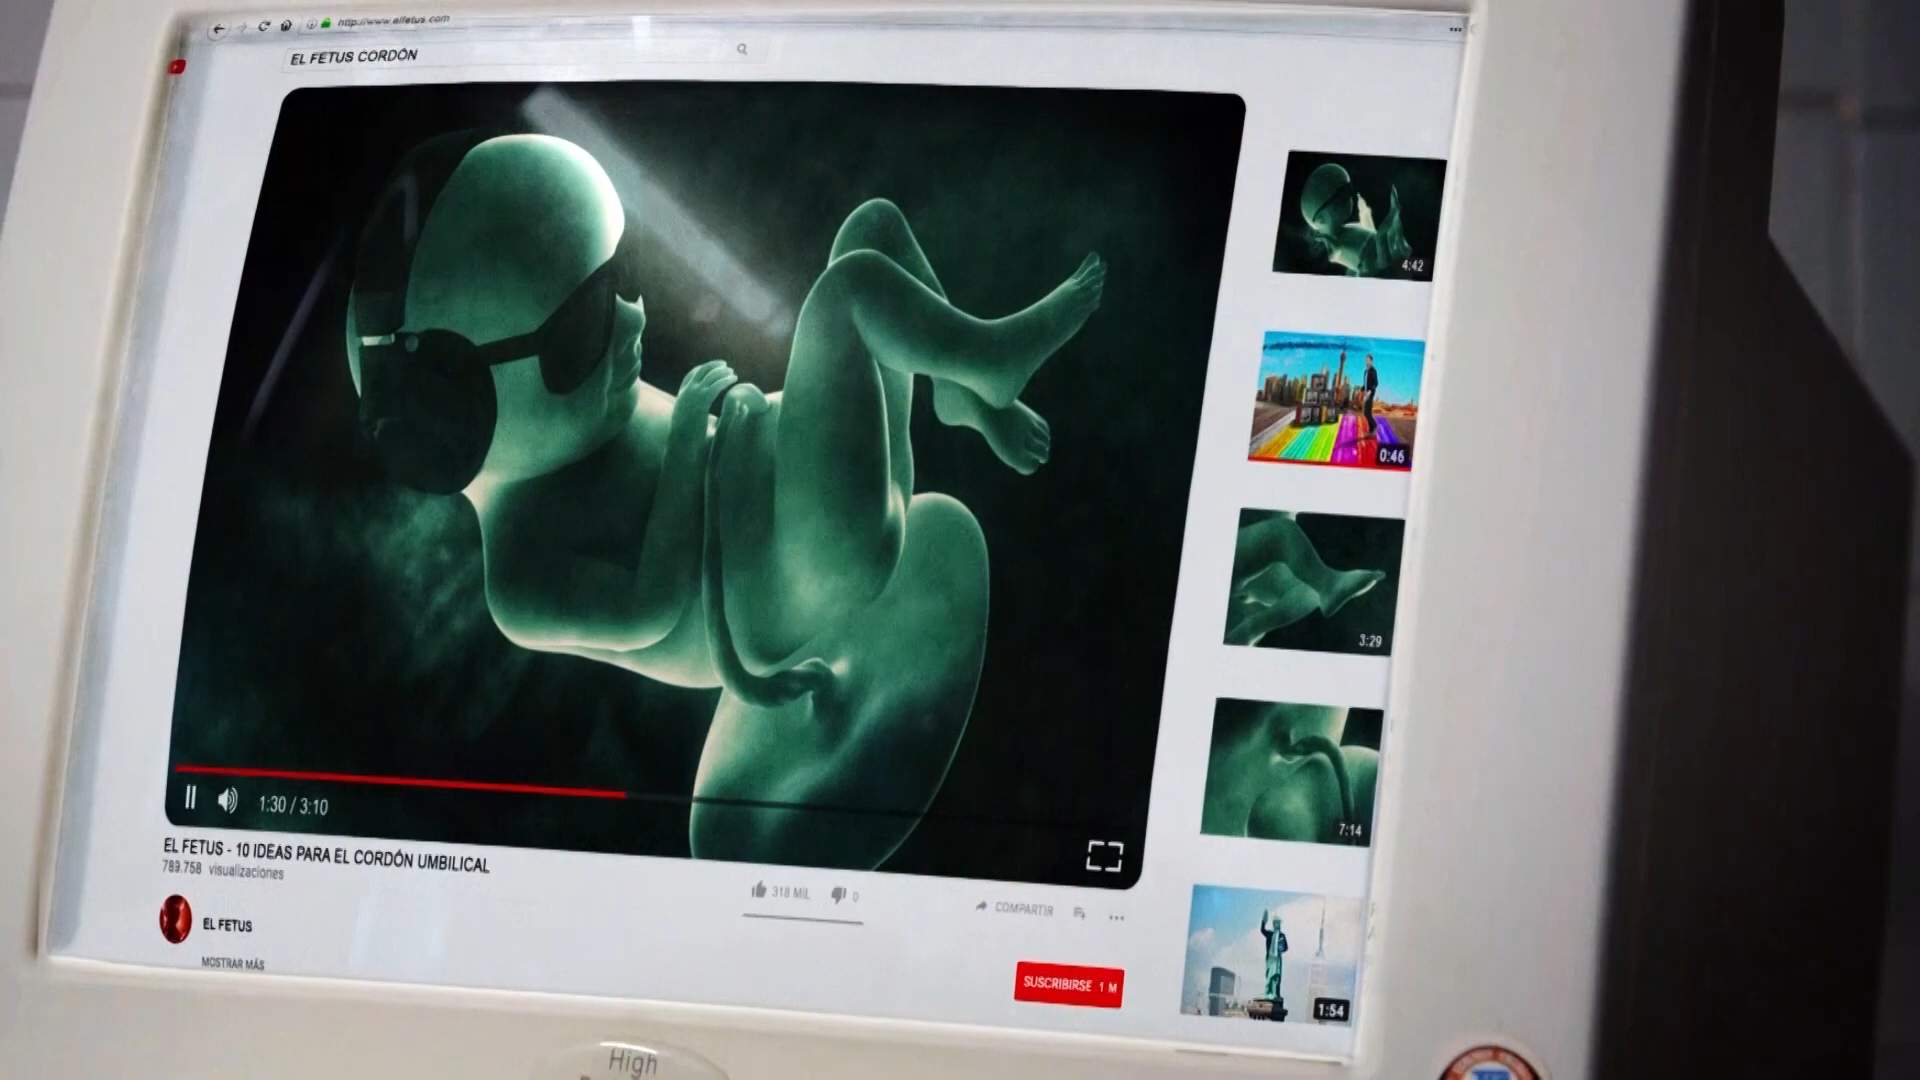 http://www.elfetus.com
EL FETUS CORDÓN
4:42
0:46
3:29
7:14
1:54
1:30 / 3:10
EL FETUS - 10 IDEAS PARA EL CORDÓN UMBILICAL
789.758 visualizaciones
318 MIL
0
COMPARTIR
EL FETUS
MOSTRAR MÁS
SUSCRIBIRSE 1 M
High